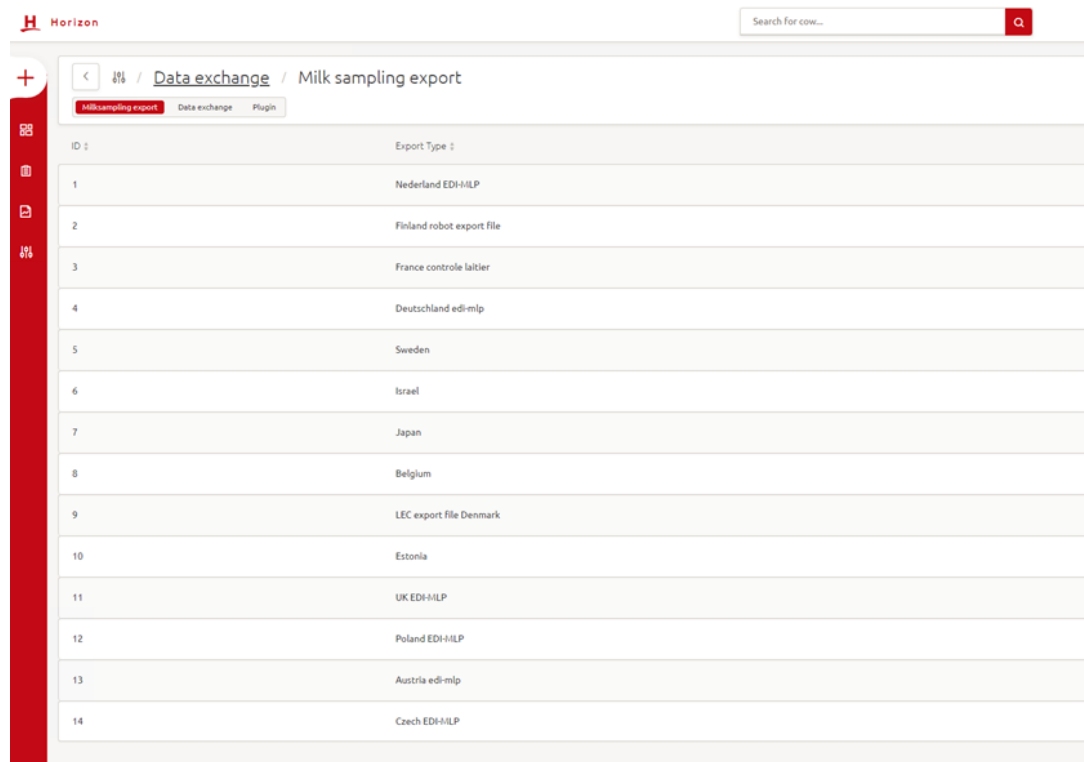 H Horizon
Search for cow...
/ Data exchange / Milk sampling export
Milksampling export Data exchange Plugin
ID Export Type
1 Nederland EDI-MLP
2 Finland robot export file
3 France controle laitier
4 Deutschland edi-mlp
5 Sweden
6 Israel
7 Japan
8 Belgium
9 LEC export file Denmark
10 Estonia
11 UK EDI-MLP
12 Poland EDI-MLP
13 Austria edi-mlp
14 Czech EDI-MLP